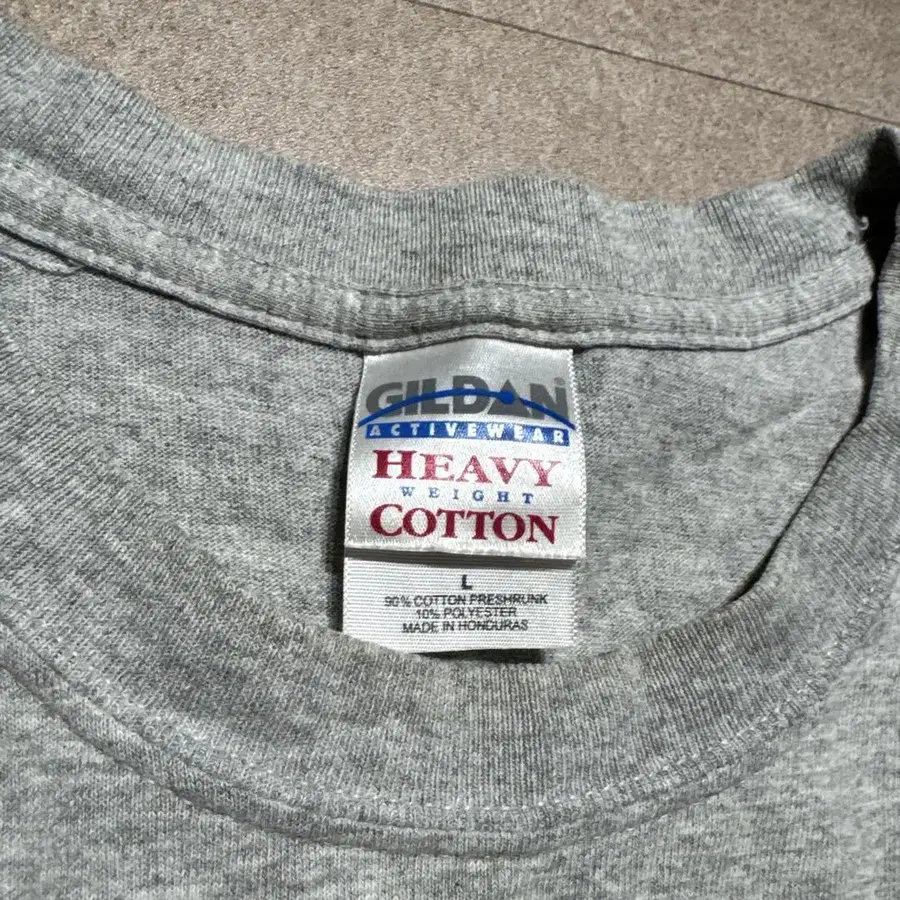 GILDAN
ACTIVEWEAR
HEAVY
WEIGHT
COTTON
L
90% COTTON PRESHRUNK
10% POLYESTER
MADE IN HONDURAS